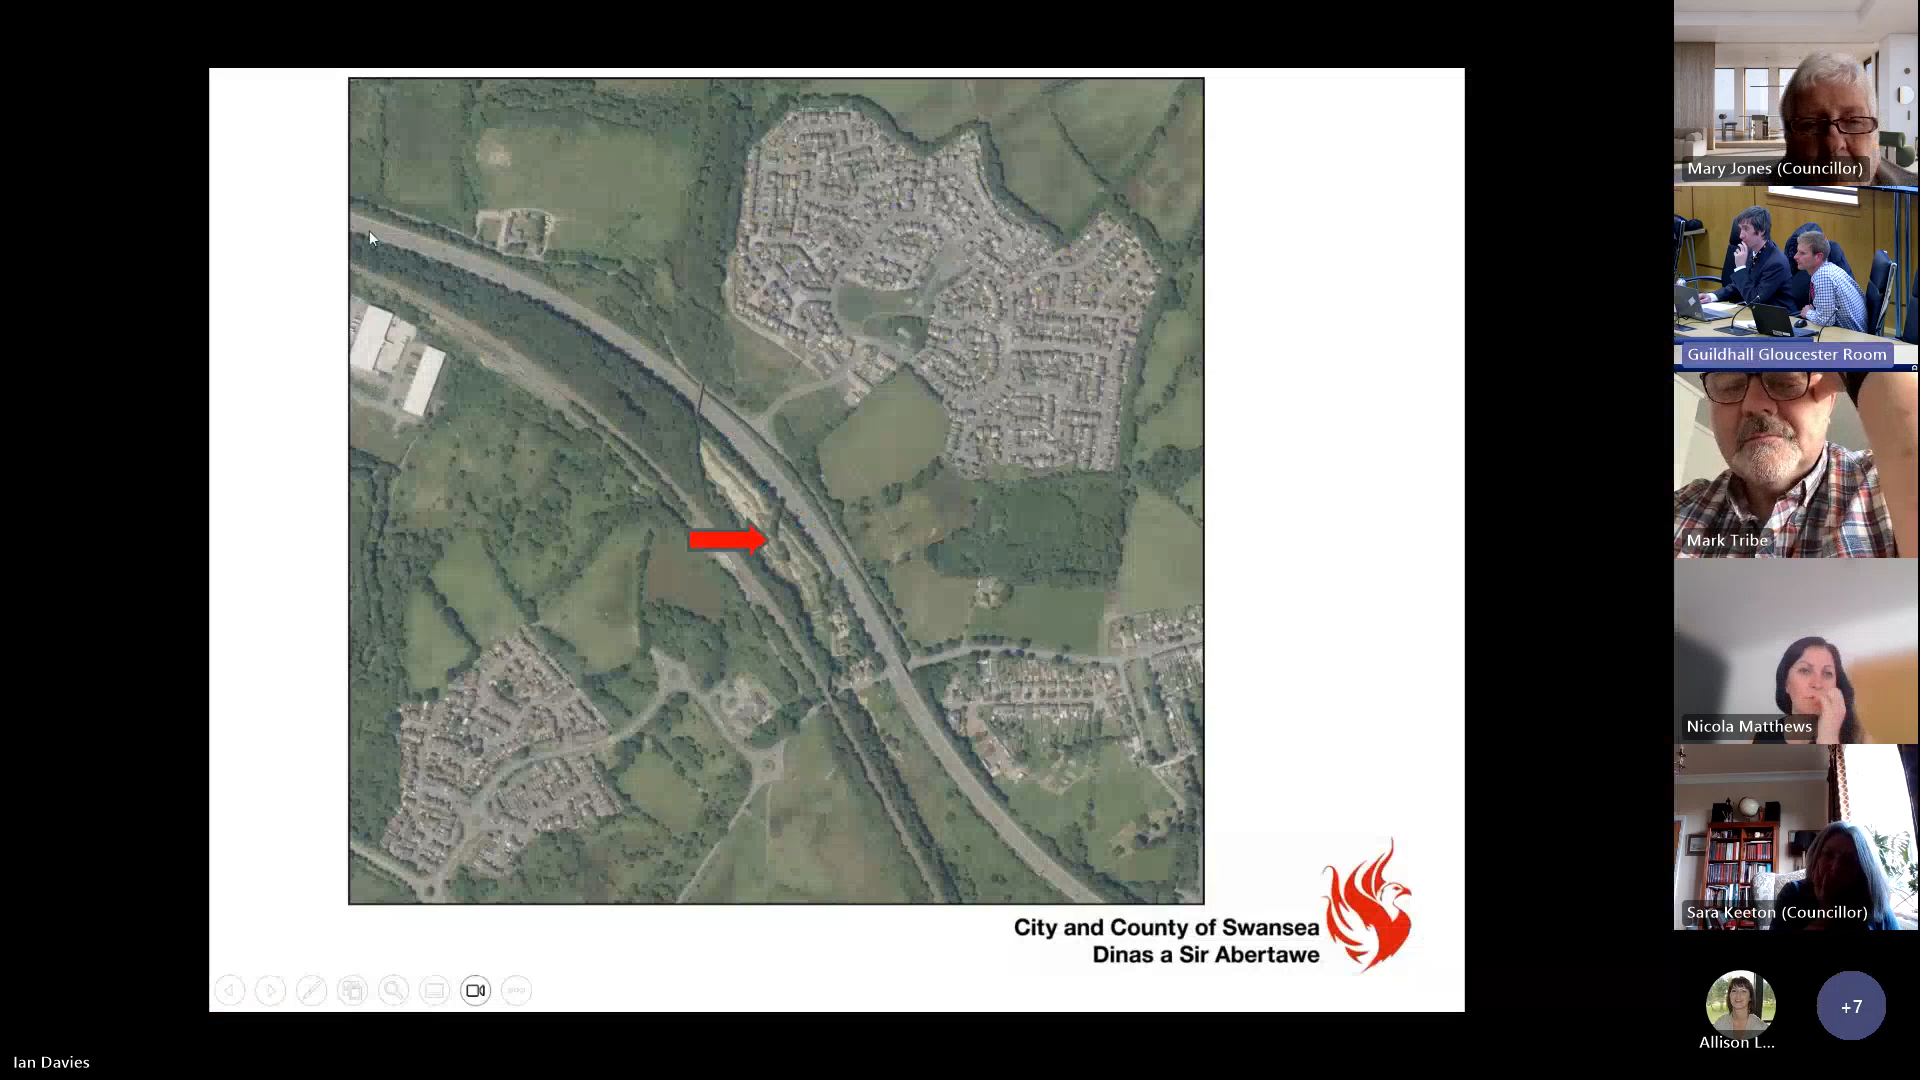 Mary Jones (Councillor)
Guildhall Gloucester Room
Mark Tribe
Nicola Matthews
Sara Keeton (Councillor)
City and County of Swansea
Dinas a Sir Abertawe
Allison L...
+7
Ian Davies